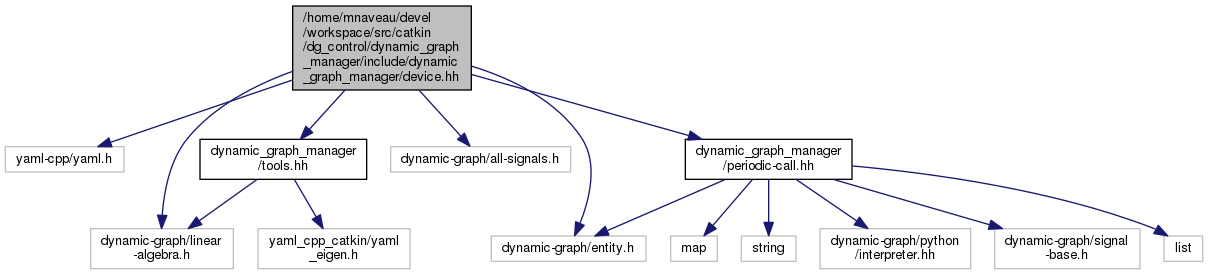 /home/mnaveau/devel
/workspace/src/catkin
/dg_control/dynamic_graph
_manager/include/dynamic
_graph_manager/device.hh
yaml-cpp/yaml.h
dynamic_graph_manager
/tools.hh
dynamic-graph/all-signals.h
dynamic_graph_manager
/periodic-call.hh
dynamic-graph/linear
-algebra.h
yaml_cpp_catkin/yaml
_eigen.h
dynamic-graph/entity.h
map
string
dynamic-graph/python
/interpreter.hh
dynamic-graph/signal
-base.h
list